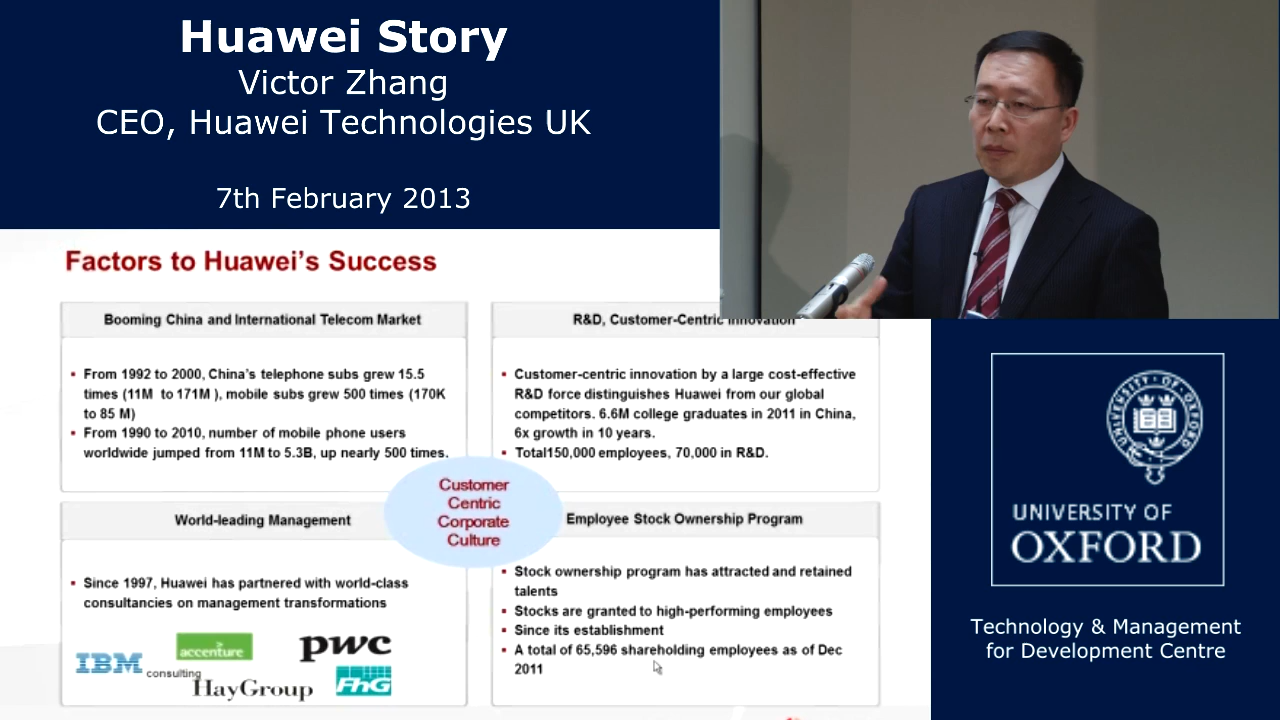 Huawei Story
Victor Zhang
CEO, Huawei Technologies UK
7th February 2013
Factors to Huawei's Success
Booming China and International Telecom Market
• From 1992 to 2000, China's telephone subs grew 15.5
times (11M to 171M ), mobile subs grew 500 times (170K
to 85 M)
• From 1990 to 2010, number of mobile phone users
worldwide jumped from 11M to 5.3B, up nearly 500 times.
R&D, Customer-Centric Innovation
• Customer-centric innovation by a large cost-effective
R&D force distinguishes Huawei from our global
competitors. 6.6M college graduates in 2011 in China,
6x growth in 10 years.
• Total150,000 employees, 70,000 in R&D.
Customer
Centric
Corporate
Culture
World-leading Management
• Since 1997, Huawei has partnered with world-class
consultancies on management transformations
accenture
pwc
IBM
consulting
HayGroup
FhG
Employee Stock Ownership Program
• Stock ownership program has attracted and retained
talents
• Stocks are granted to high-performing employees
• Since its establishment
• A total of 65,596 shareholding employees as of Dec
2011
UNIVERSITY OF
OXFORD
Technology & Management
for Development Centre